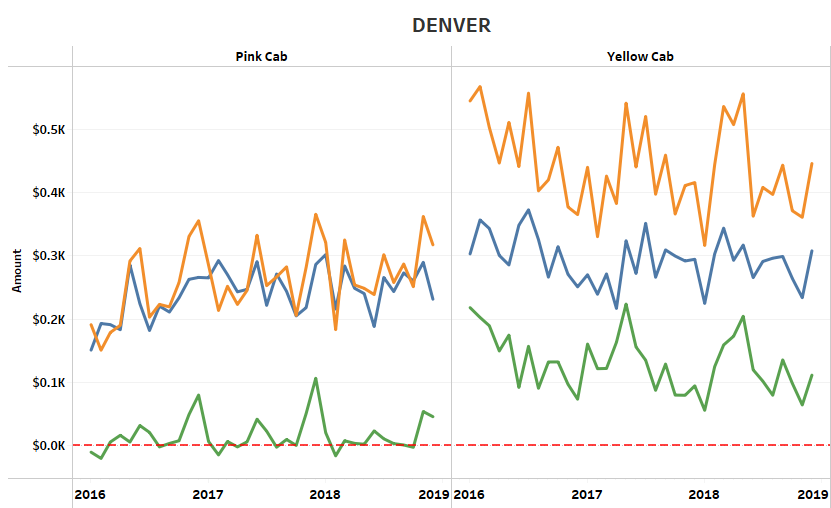 DENVER
Pink Cab Yellow Cab
$0.5K
$0.4K
$0.3K
$0.2K
$0.1K
$0.0K
Amount
2016 2017 2018 2019 2016 2017 2018 2019